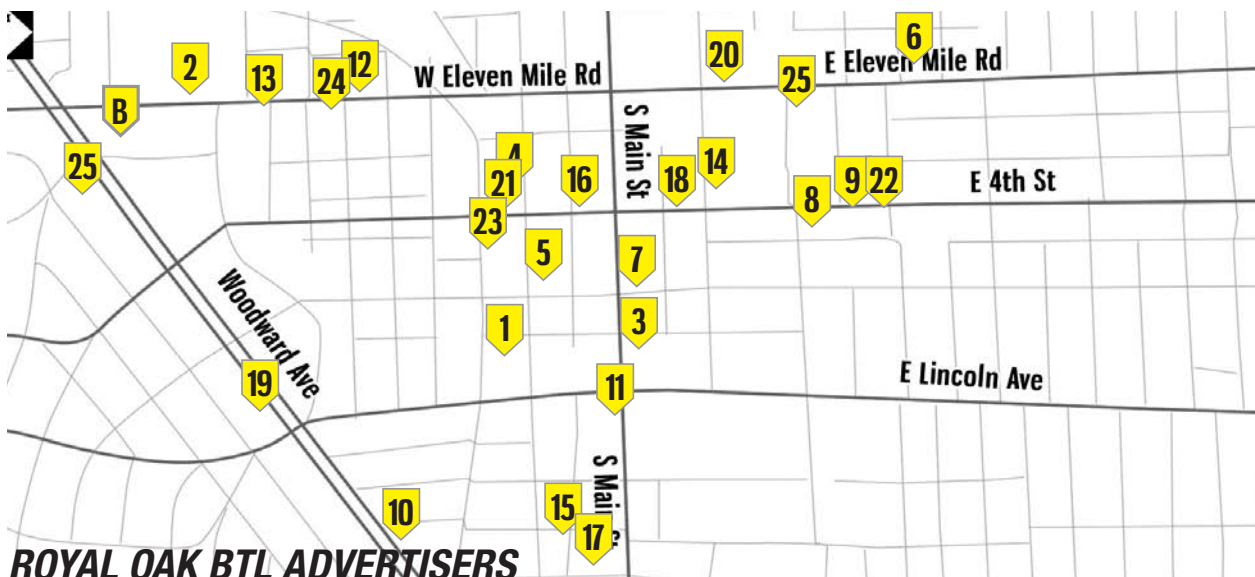 6
2
20
12
13
24
W Eleven Mile Rd
25
E Eleven Mile Rd
B
S Main St
4
25
21
16
18
14
8
9
22
E 4th St
23
5
7
Woodward Ave
1
3
19
11
E Lincoln Ave
10
15
17
S Main
ROYAL OAK BTL ADVERTISERS